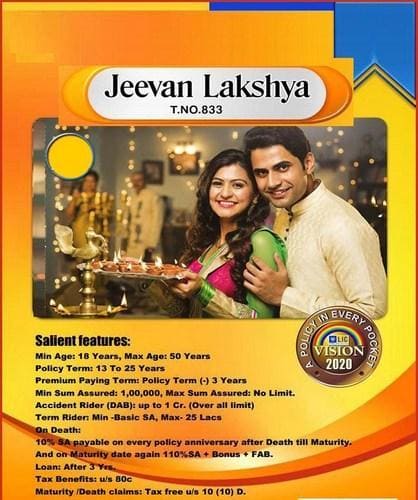 Jeevan Lakshya
T.NO.833
A POLICY IN EVERY POCKET
LIC
VISION
2020
Salient features:
Min Age: 18 Years, Max Age: 50 Years
Policy Term: 13 To 25 Years
Premium Paying Term: Policy Term (-) 3 Years
Min Sum Assured: 1,00,000, Max Sum Assured: No Limit.
Accident Rider (DAB): up to 1 Cr. (Over all limit)
Term Rider: Min -Basic SA, Max- 25 Lacs
On Death:
10% SA payable on every policy anniversary after Death till Maturity.
And on Maturity date again 110%SA + Bonus + FAB.
Loan: After 3 Yrs.
Tax Benefits: u/s 80c
Maturity /Death claims: Tax free u/s 10 (10) D.